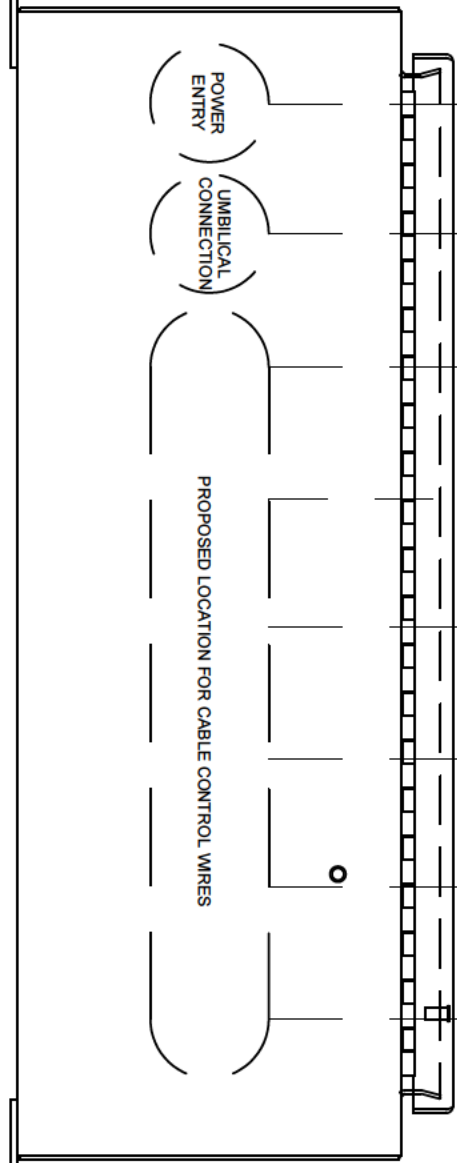 POWER
ENTRY
UMBILICAL
CONNECTION
PROPOSED LOCATION FOR CABLE CONTROL WIRES